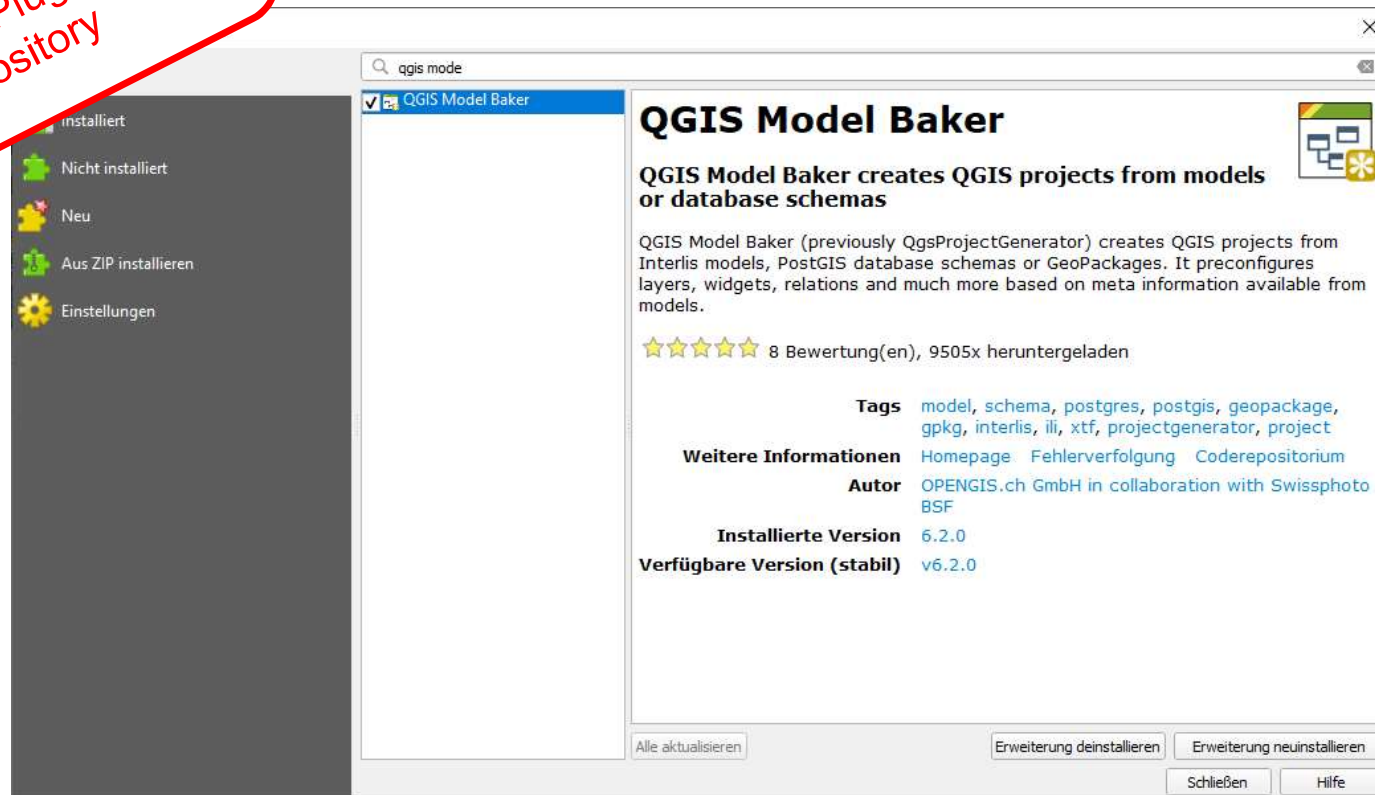 ository
qgis mode
Installiert
Nicht installiert
Neu
Aus ZIP installieren
Einstellungen
QGIS Model Baker
QGIS Model Baker
QGIS Model Baker creates QGIS projects from models
or database schemas
QGIS Model Baker (previously QgsProjectGenerator) creates QGIS projects from
Interlis models, PostGIS database schemas or GeoPackages. It preconfigures
layers, widgets, relations and much more based on meta information available from
models.
8 Bewertung(en), 9505x heruntergeladen
Tags model, schema, postgres, postgis, geopackage,
gpkg, interlis, ili, xtf, projectgenerator, project
Weitere Informationen Homepage Fehlerverfolgung Coderepositorium
Autor OPENGIS.ch GmbH in collaboration with Swissphoto
BSF
Installierte Version 6.2.0
Verfügbare Version (stabil) v6.2.0
Alle aktualisieren
Erweiterung deinstallieren
Erweiterung neuinstallieren
Schließen
Hilfe